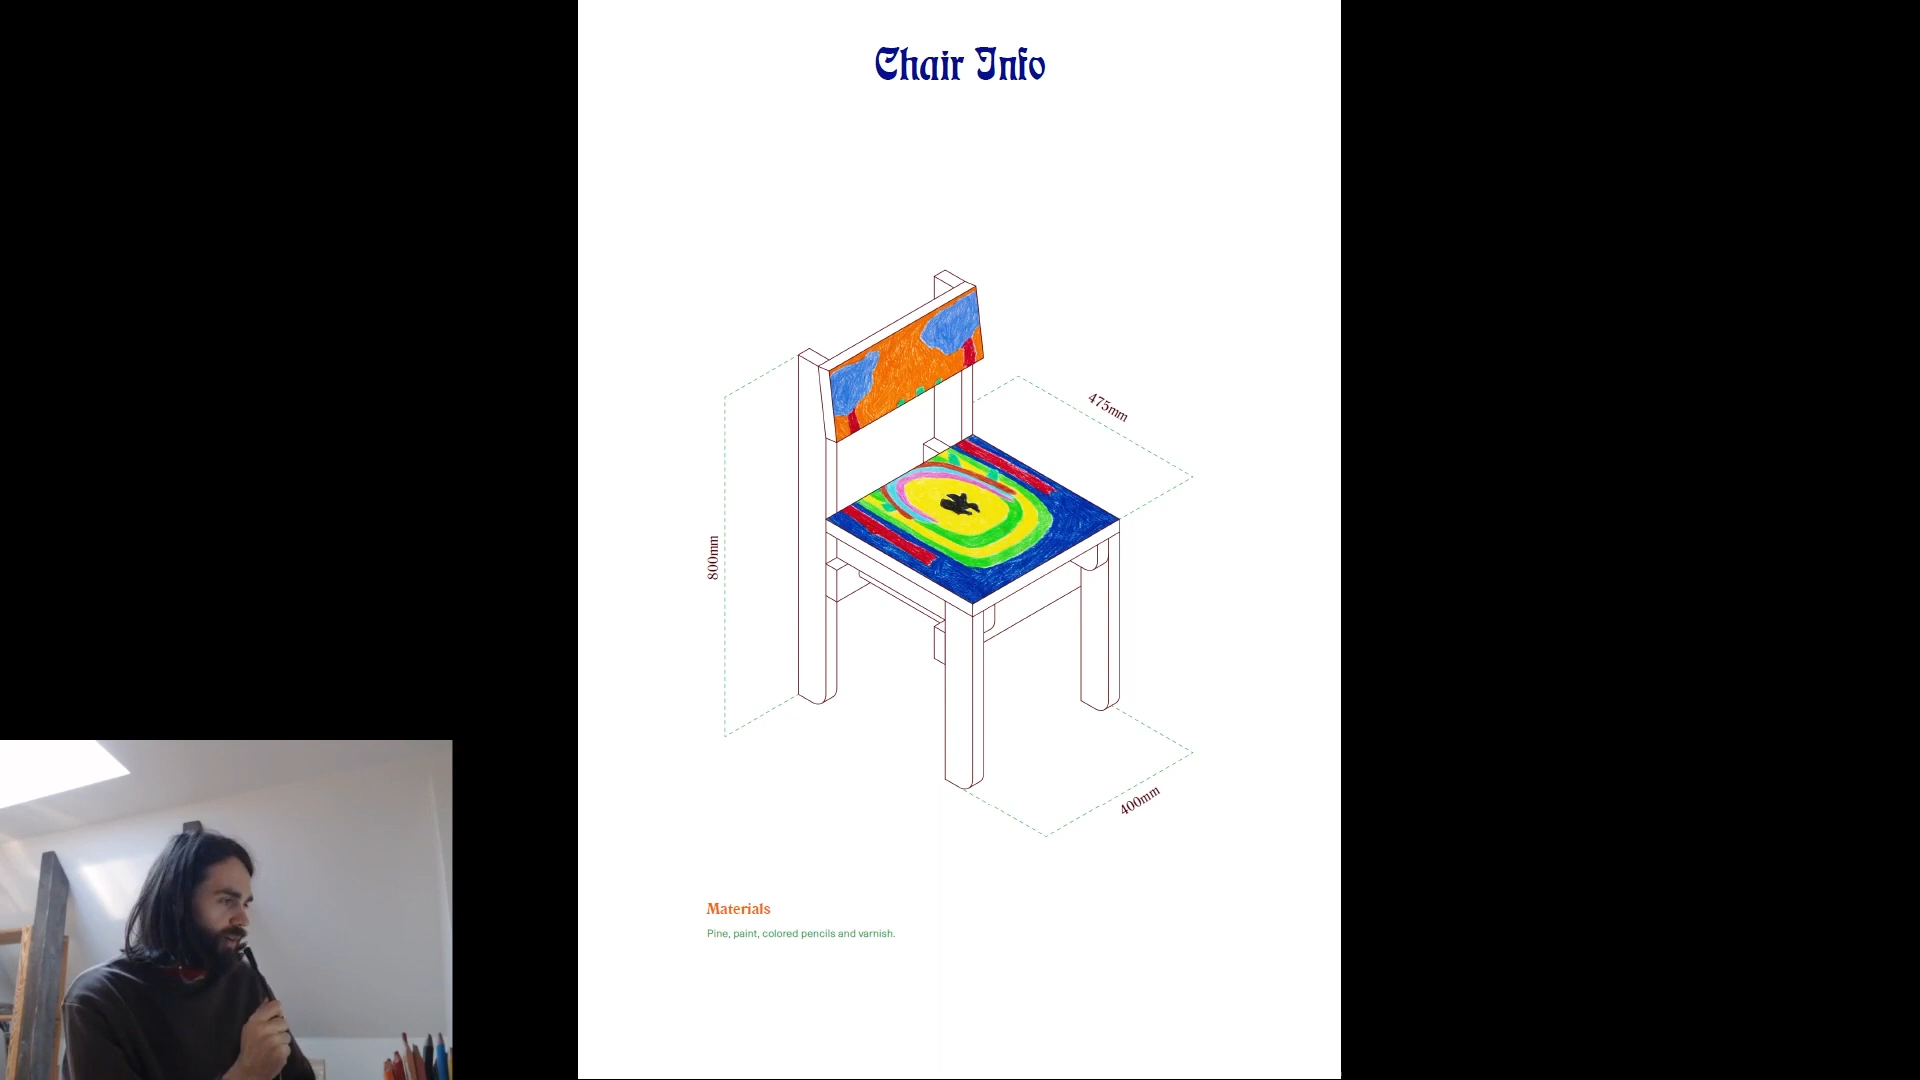 Chair Info
475mm
800mm
400mm
Materials
Pine, paint, colored pencils and varnish.